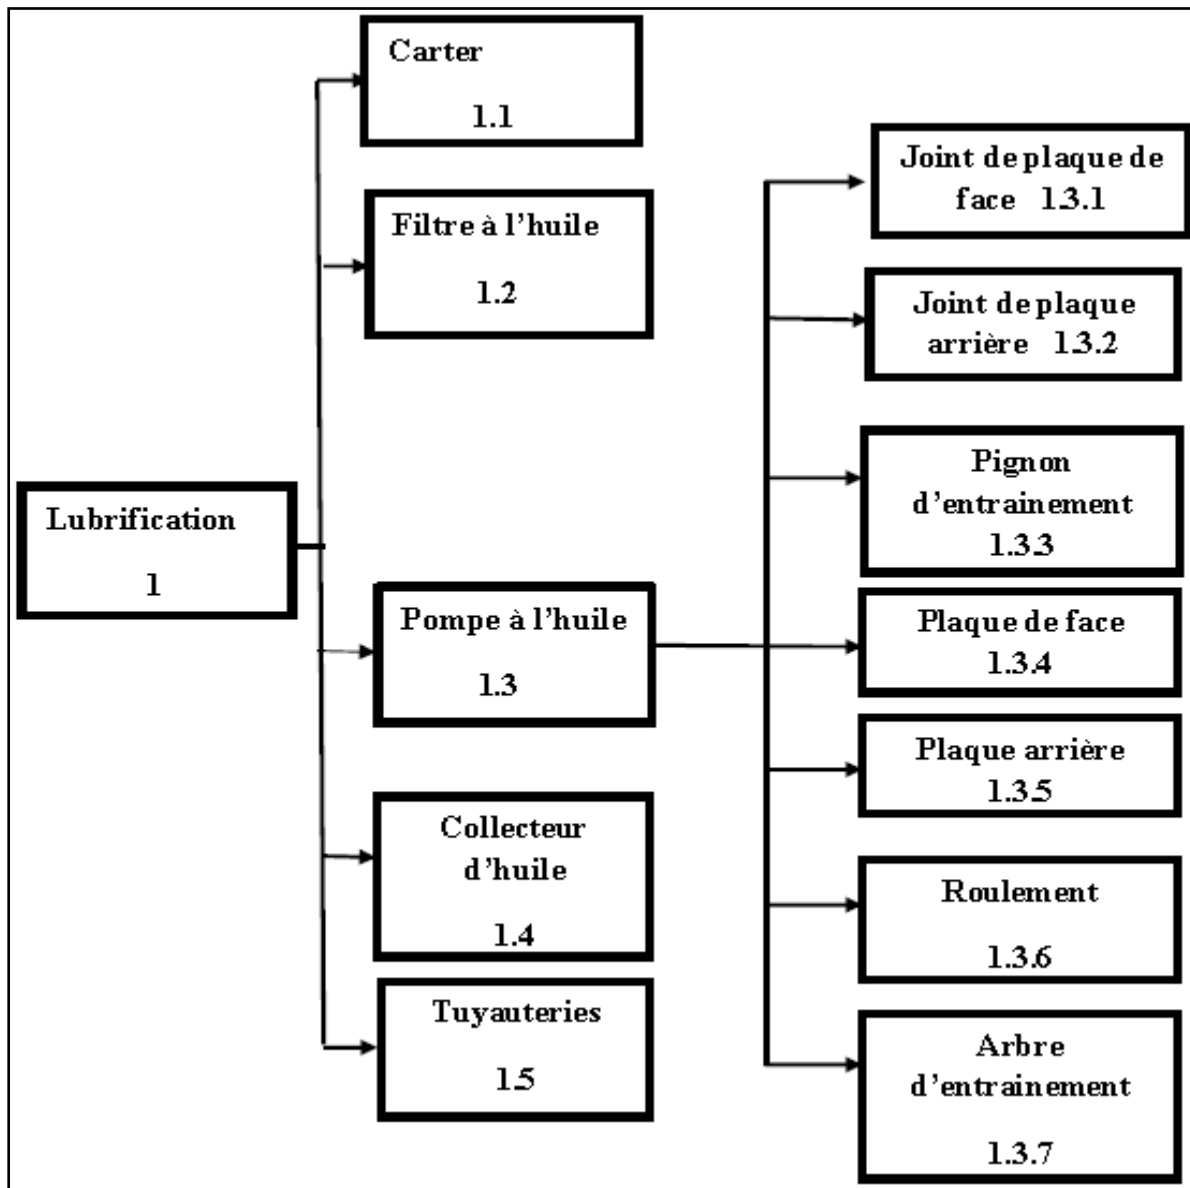 Carter
1.1
Filtre à l'huile
1.2
Lubrification
1
Pompe à l'huile
1.3
Collecteur
d'huile
1.4
Tuyauteries
1.5
Joint de plaque de
face 1.3.1
Joint de plaque
arrière 1.3.2
Pignon
d'entrainement
1.3.3
Plaque de face
1.3.4
Plaque arrière
1.3.5
Roulement
1.3.6
Arbre
d'entrainement
1.3.7